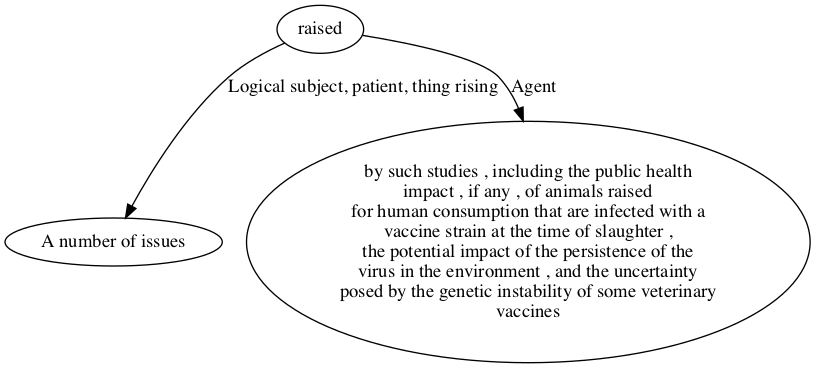 raised
Logical subject, patient, thing rising
Agent
A number of issues
by such studies , including the public health
impact , if any , of animals raised
for human consumption that are infected with a
vaccine strain at the time of slaughter ,
the potential impact of the persistence of the
virus in the environment , and the uncertainty
posed by the genetic instability of some veterinary
vaccines